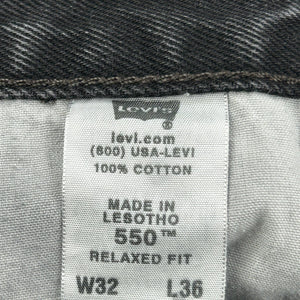 Levi's
®
levi.com
(800) USA-LEVI
100% COTTON
MADE IN
LESOTHO
550™
RELAXED FIT
W32 L36